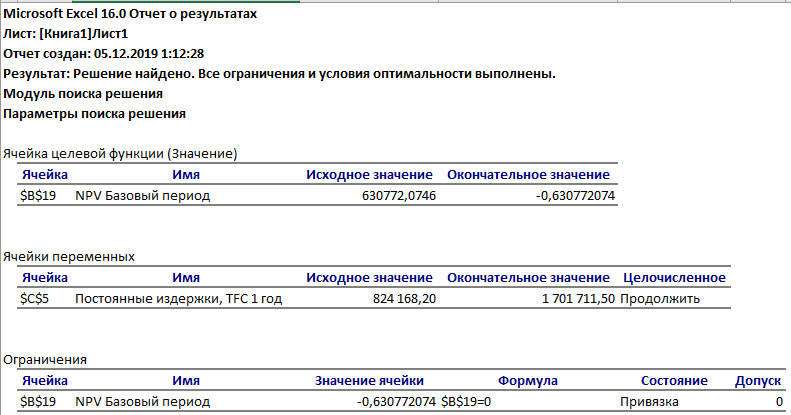 Microsoft Excel 16.0 Отчет о результатах
Лист: [Книга1]Лист1
Отчет создан: 05.12.2019 1:12:28
Результат: Решение найдено. Все ограничения и условия оптимальности выполнены.
Модуль поиска решения
Параметры поиска решения
Ячейка целевой функции (Значение)
Ячейка Имя Исходное значение Окончательное значение
$B$19 NPV Базовый период 630772,0746 -0,630772074
Ячейки переменных
Ячейка Имя Исходное значение Окончательное значение Целочисленное
$C$5 Постоянные издержки, TFC 1 год 824 168,20 1 701 711,50 Продолжить
Ограничения
Ячейка Имя Значение ячейки Формула Состояние Допуск
$B$19 NPV Базовый период -0,630772074 $B$19=0 Привязка 0